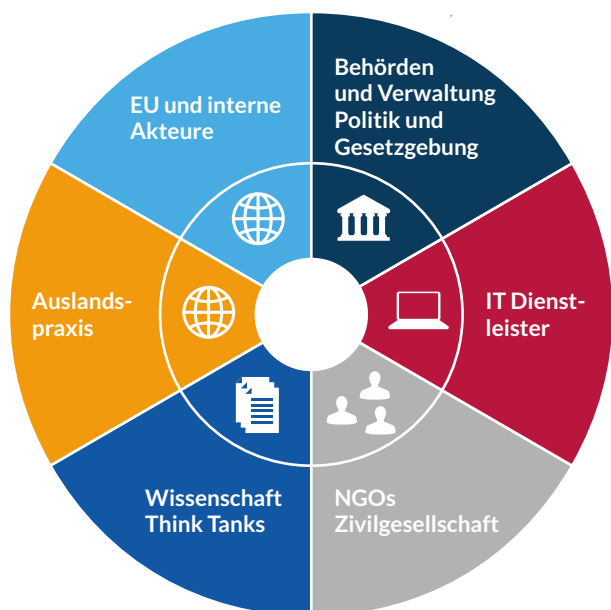 EU und interne
Akteure
Behörden
und Verwaltung
Politik und
Gesetzgebung
Auslands-
praxis
IT Dienst-
leister
Wissenschaft
Think Tanks
NGOs
Zivilgesellschaft